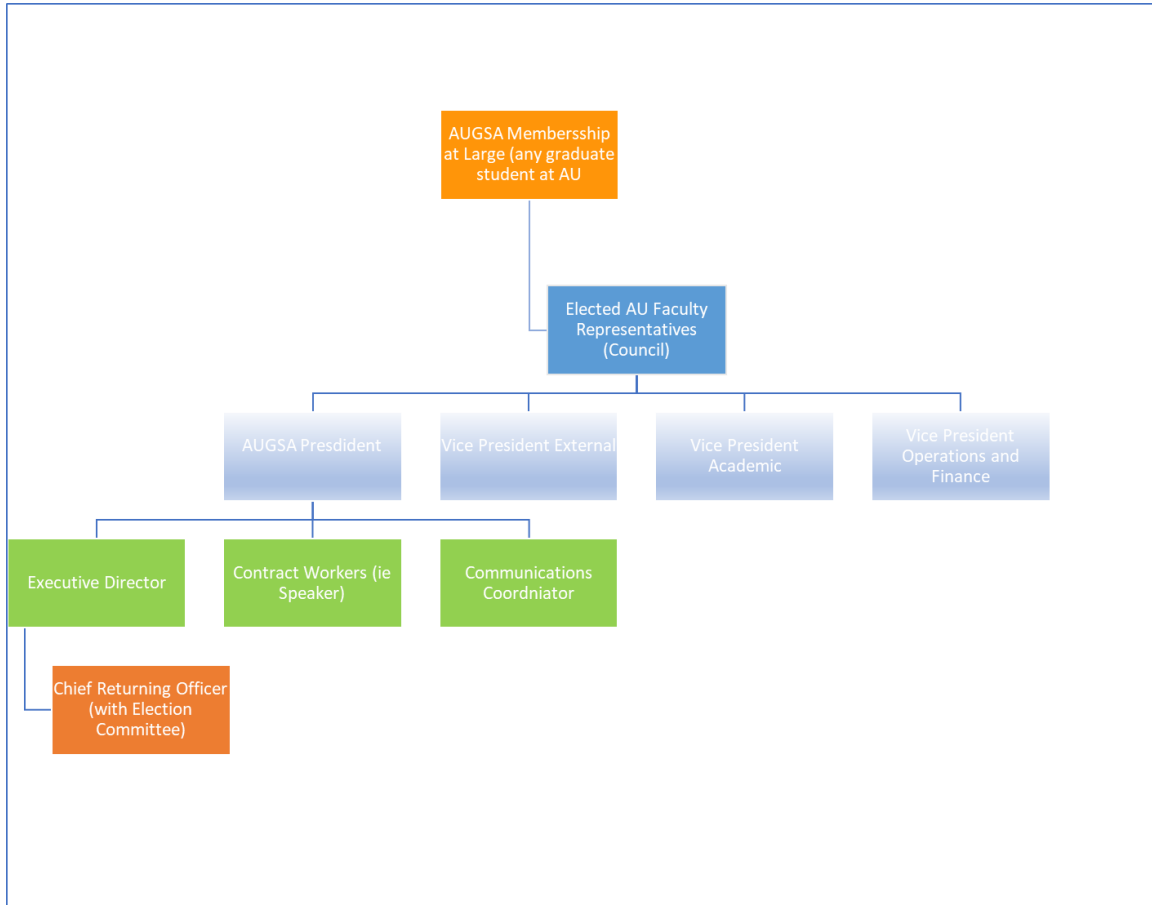 AUGSA Membersship
at Large (any graduate
student at AU
Elected AU Faculty
Representatives
(Council)
AUGSA Presdident
Vice President External
Vice President
Academic
Vice President
Operations and
Finance
Executive Director
Contract Workers (ie
Speaker)
Communications
Coordniator
Chief Returning Officer
(with Election
Committee)